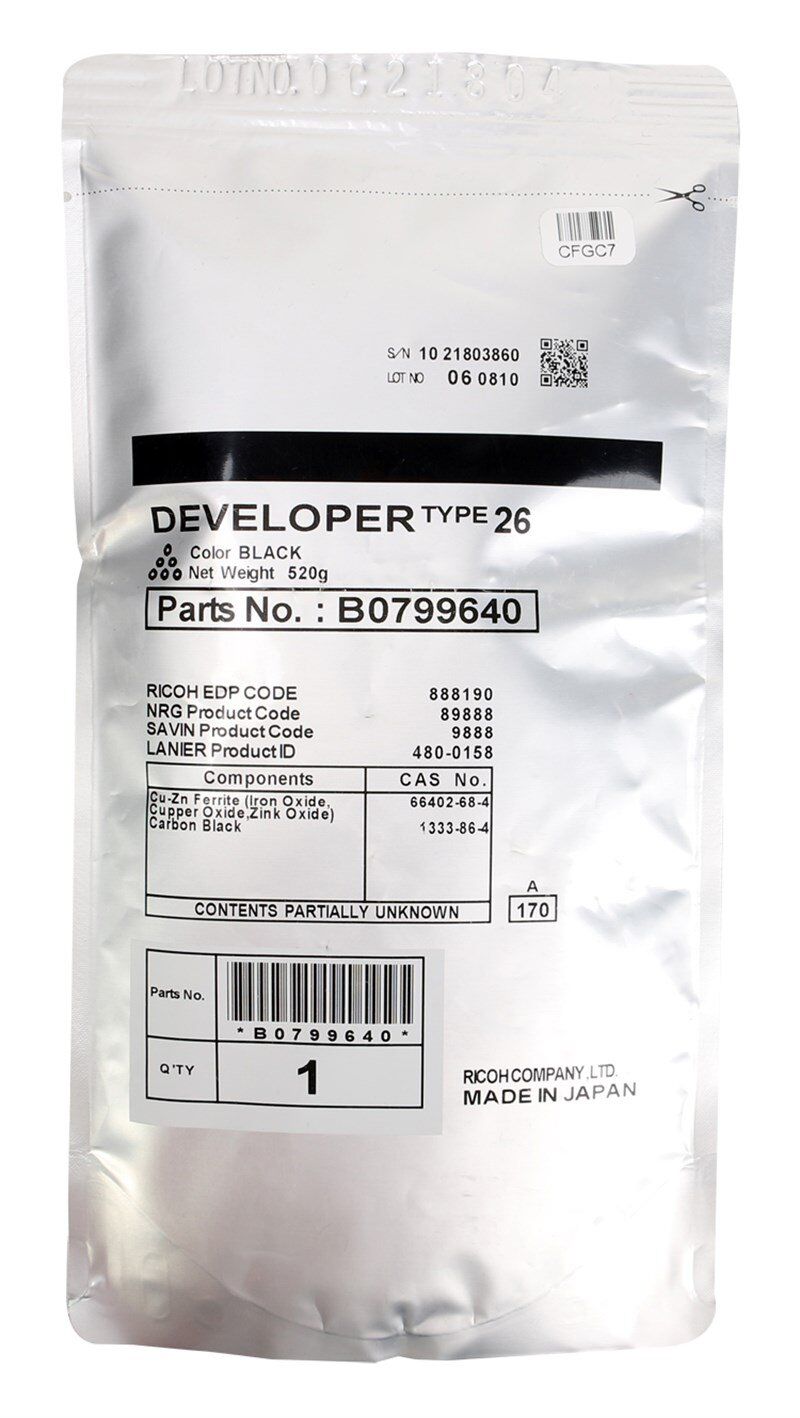 LOTNO.0C21804
CFGC7
S/N 10 21803860
LOT NO 06 0810
DEVELOPER TYPE 26
Color BLACK
Net Weight 520g
Parts No. : B0799640
RICOH EDP CODE 888190
NRG Product Code 89888
SAVIN Product Code 9888
LANIER Product ID 480-0158
Components CAS No.
Cu-Zn Ferrite (Iron Oxide, 66402-68-4
Cupper Oxide,Zink Oxide)
Carbon Black 1333-86-4
CONTENTS PARTIALLY UNKNOWN
A
170
Parts No.
*B0799640*
Q'TY 1
RICOH COMPANY,LTD.
MADE IN JAPAN